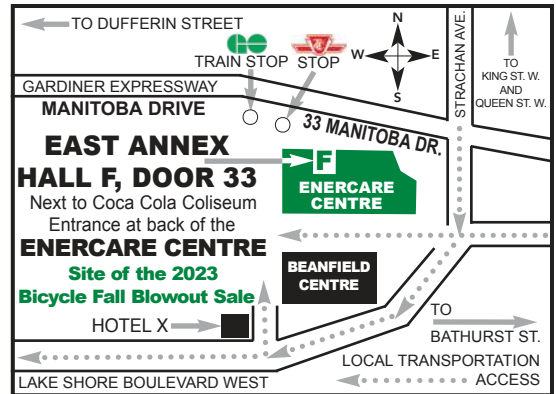 TO DUFFERIN STREET
GO
TRAIN STOP
TTC
STOP
N
W E
S
STRACHAN AVE.
TO
KING ST. W.
AND
QUEEN ST. W.
GARDINER EXPRESSWAY
MANITOBA DRIVE
33 MANITOBA DR.
EAST ANNEX
HALL F, DOOR 33
Next to Coca Cola Coliseum
Entrance at back of the
ENERCARE CENTRE
Site of the 2023
Bicycle Fall Blowout Sale
F
ENERCARE
CENTRE
BEANFIELD
CENTRE
HOTEL X
TO
BATHURST ST.
LOCAL TRANSPORTATION
ACCESS
LAKE SHORE BOULEVARD WEST